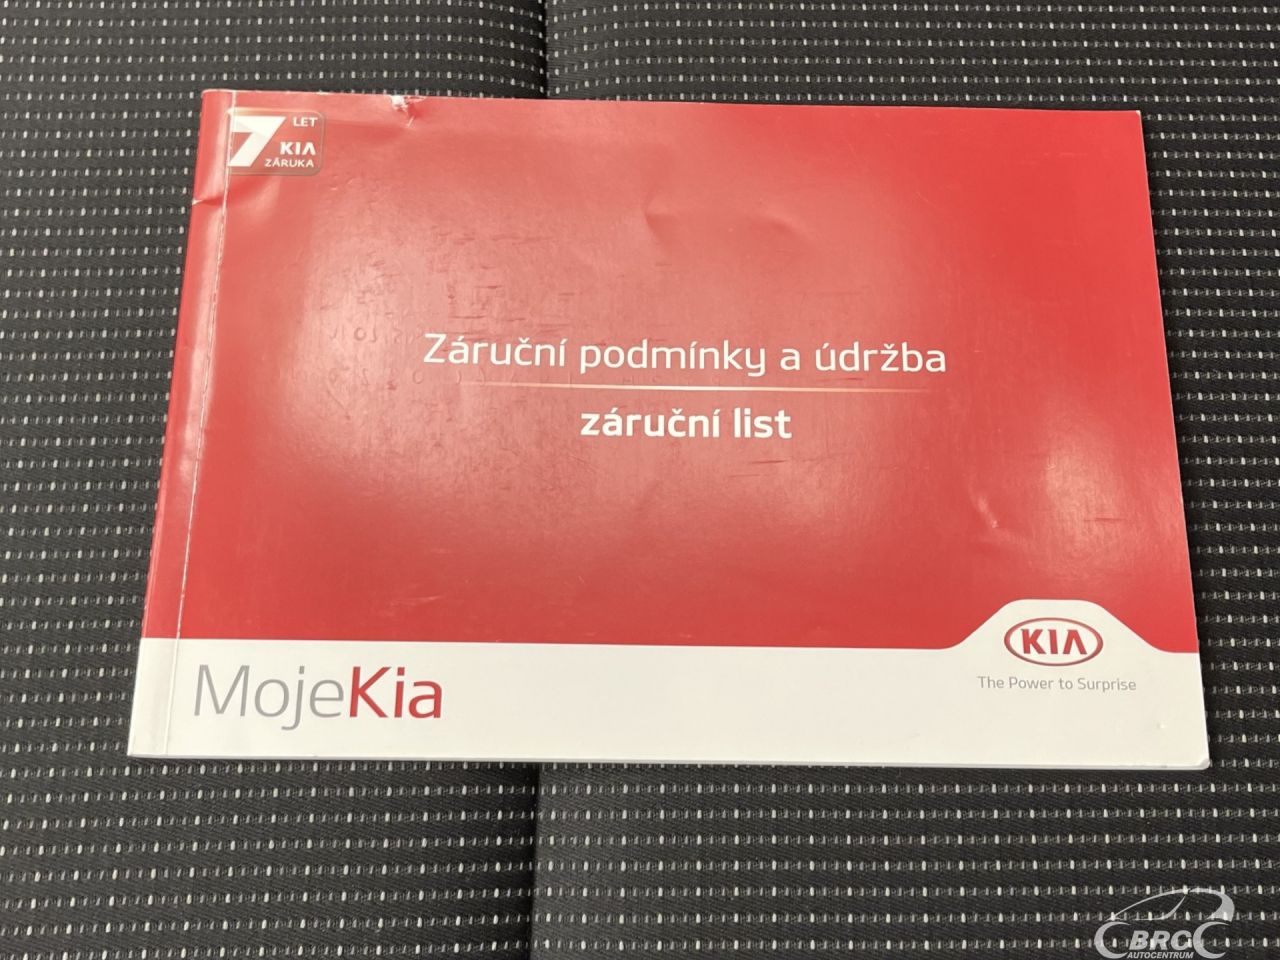 7 LET
KIA
ZÁRUKA
Záruční podmínky a údržba
záruční list
MojeKia
KIA
The Power to Surprise
BRC
AUTOCENTRUM